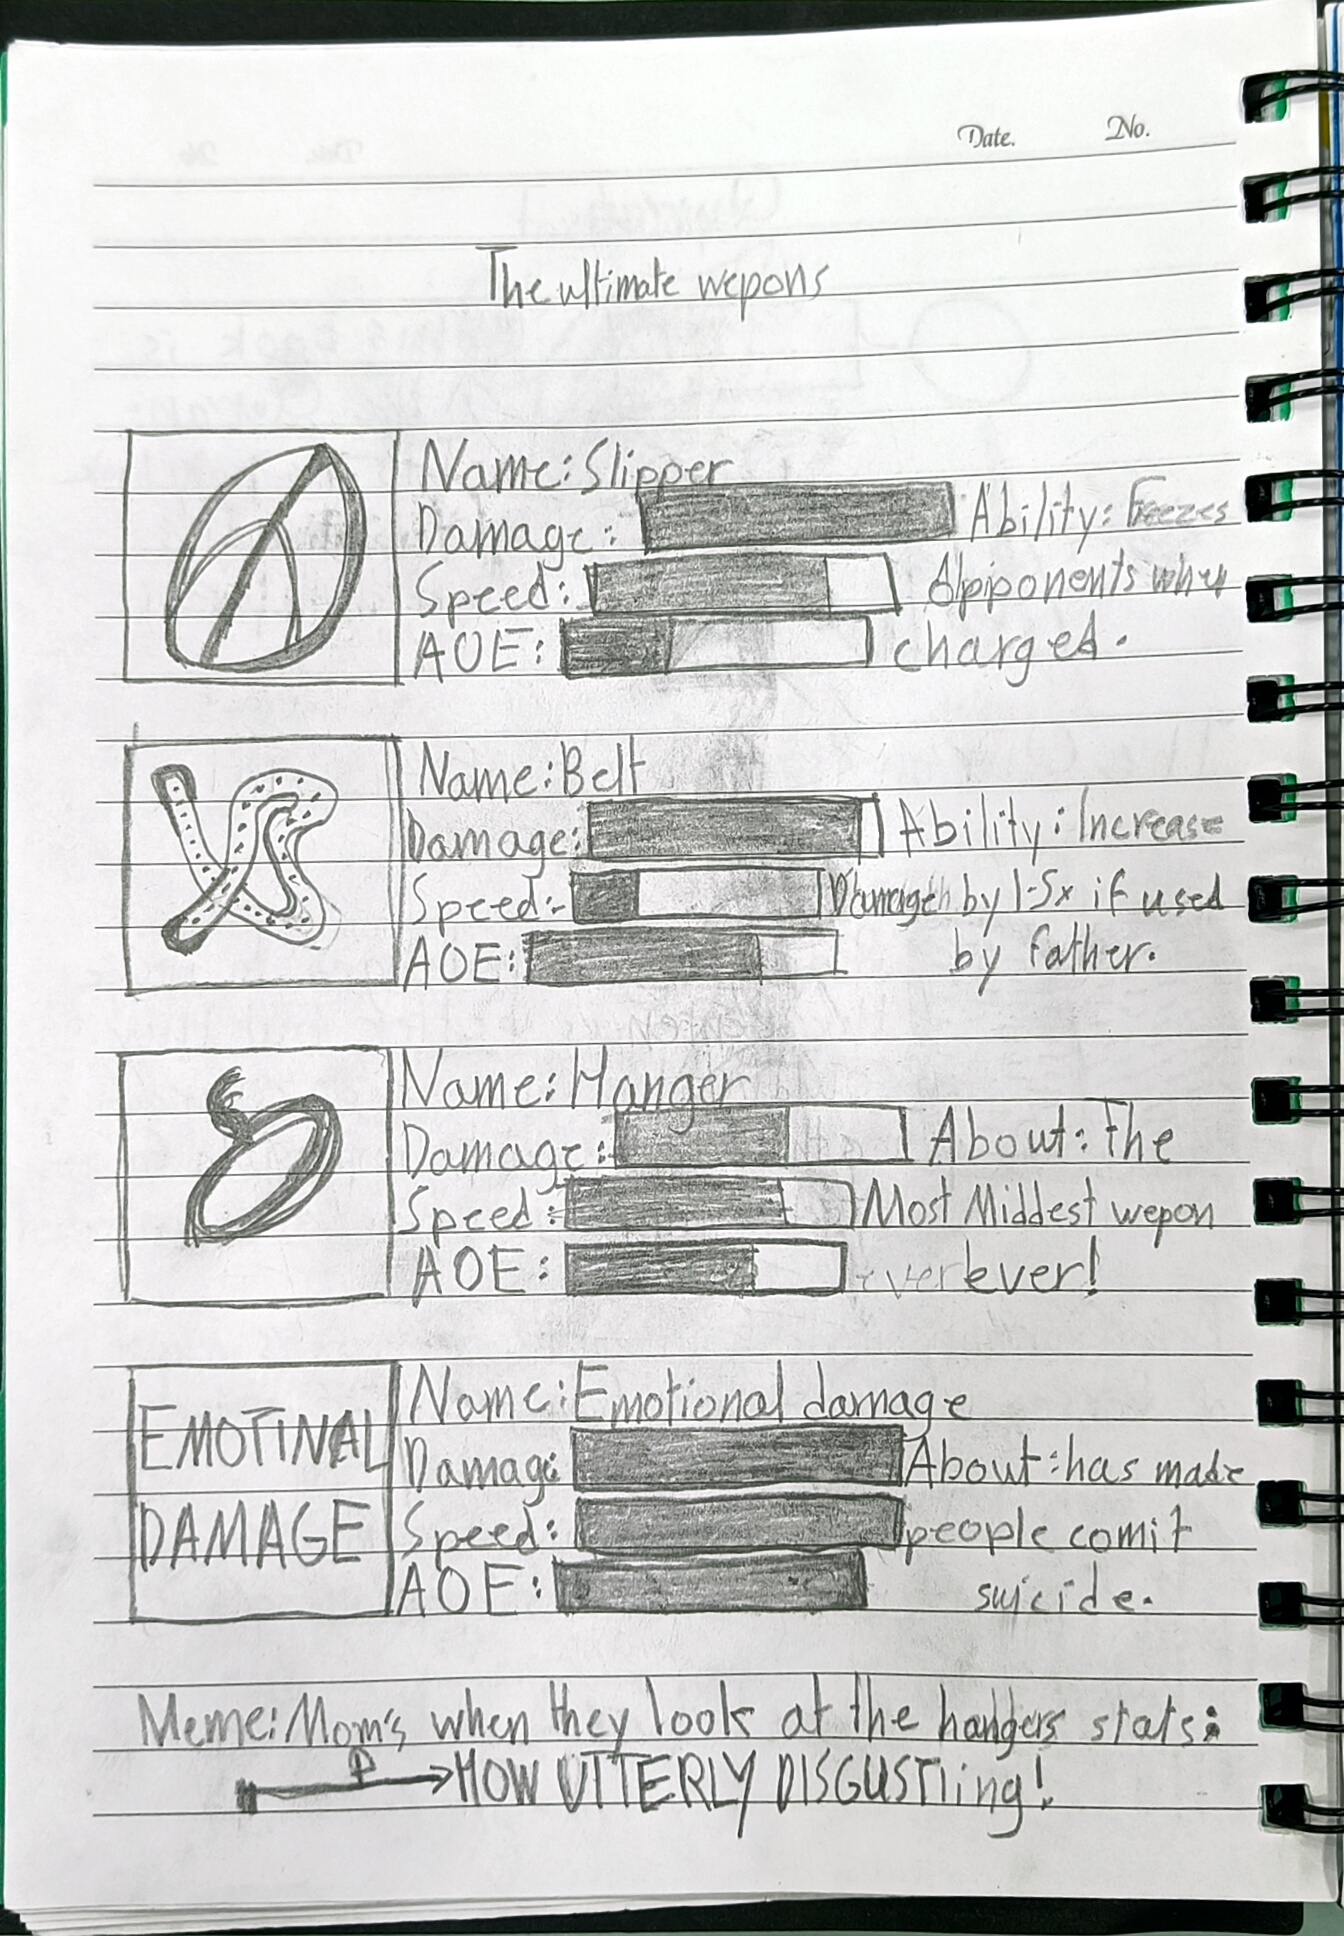 Date. No.
The ultimate wepons
Name: Slipper
Damage: Ability: Freezes
Speed: Opponents when
AOE: charged.
Name: Belt
Damage: Ability: Increase
Speed: Damage by 1.5x if used
AOE: by father.
Name: Hanger
Damage: About: The
Speed: Most Middest wepon
AOE: ever!
EMOTINAL
DAMAGE
Name: Emotional damage
Damage: About: has made
Speed: people comit
AOE: suicide.
Meme: Mom's when they look at the hangers stats:
HOW UTTERLY DISGUSTIing!